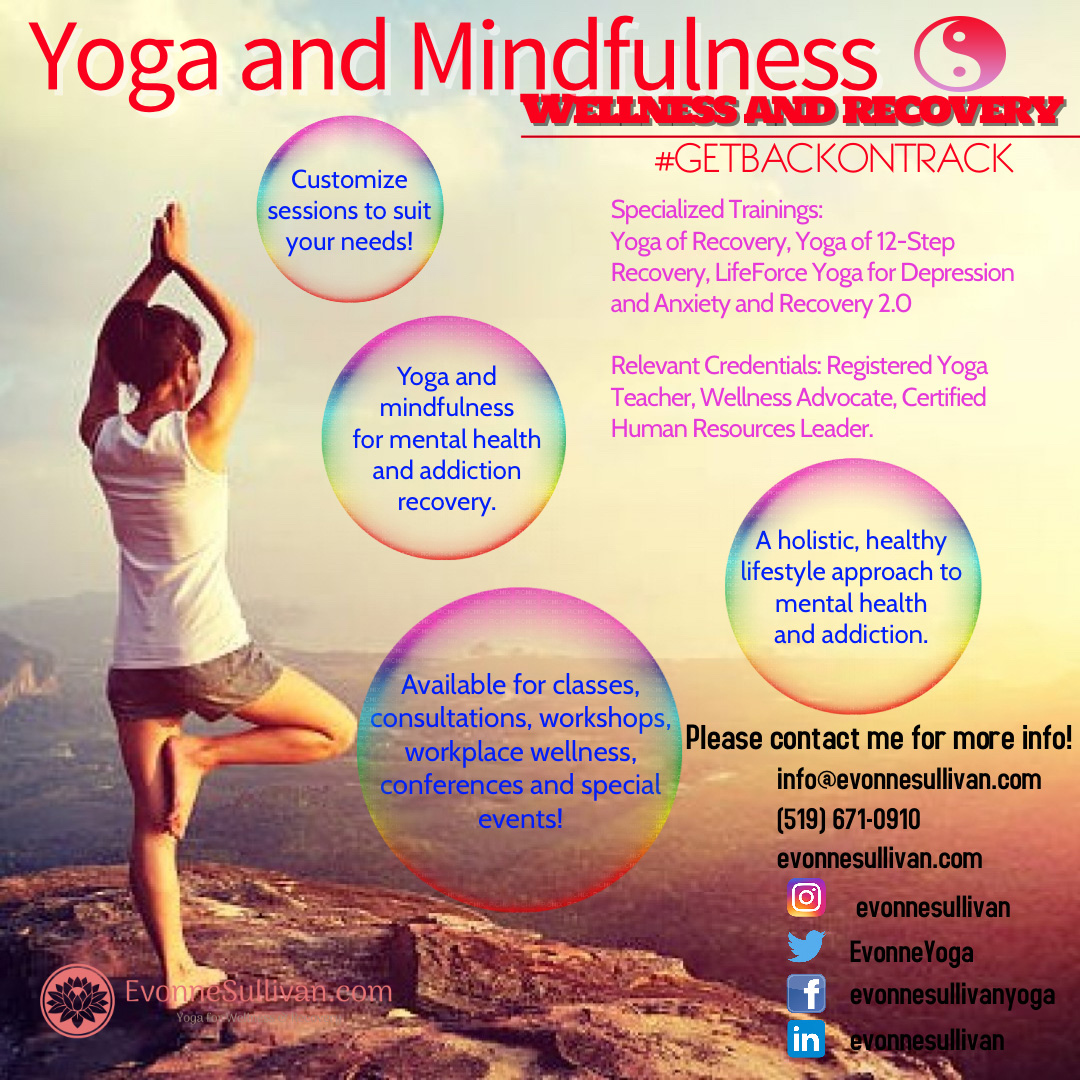 Yoga and Mindfulness
WELLNESS AND RECOVERY
#GETBACKONTRACK
Customize
sessions to suit
your needs!
Specialized Trainings:
Yoga of Recovery, Yoga of 12-Step
Recovery, LifeForce Yoga for Depression
and Anxiety and Recovery 2.0
Relevant Credentials: Registered Yoga
Teacher, Wellness Advocate, Certified
Human Resources Leader.
Yoga and
mindfulness
for mental health
and addiction
recovery.
A holistic, healthy
lifestyle approach to
mental health
and addiction.
Available for classes,
consultations, workshops,
workplace wellness,
conferences and special
events!
Please contact me for more info!
info@evonnesullivan.com
(519) 671-0910
evonnesullivan.com
evonnesullivan
EvonneYoga
evonnesullivanyoga
evonnesullivan
EvonneSullivan.com
Yoga for